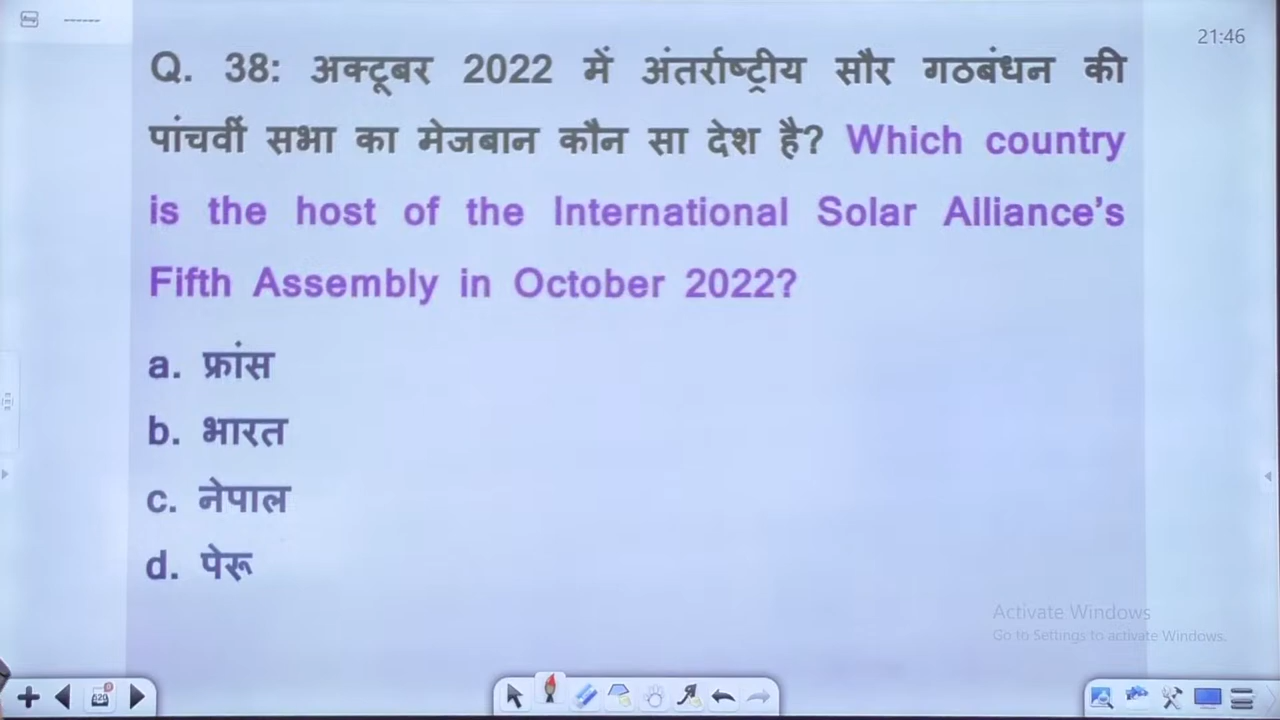 21:46
Q. 38: अक्टूबर 2022 में अंतर्राष्ट्रीय सौर गठबंधन की
पांचवीं सभा का मेजबान कौन सा देश है? Which country
is the host of the International Solar Alliance's
Fifth Assembly in October 2022?
a. फ्रांस
b. भारत
c. नेपाल
d. पेरू
Activate Windows
Go to Settings to activate Windows.